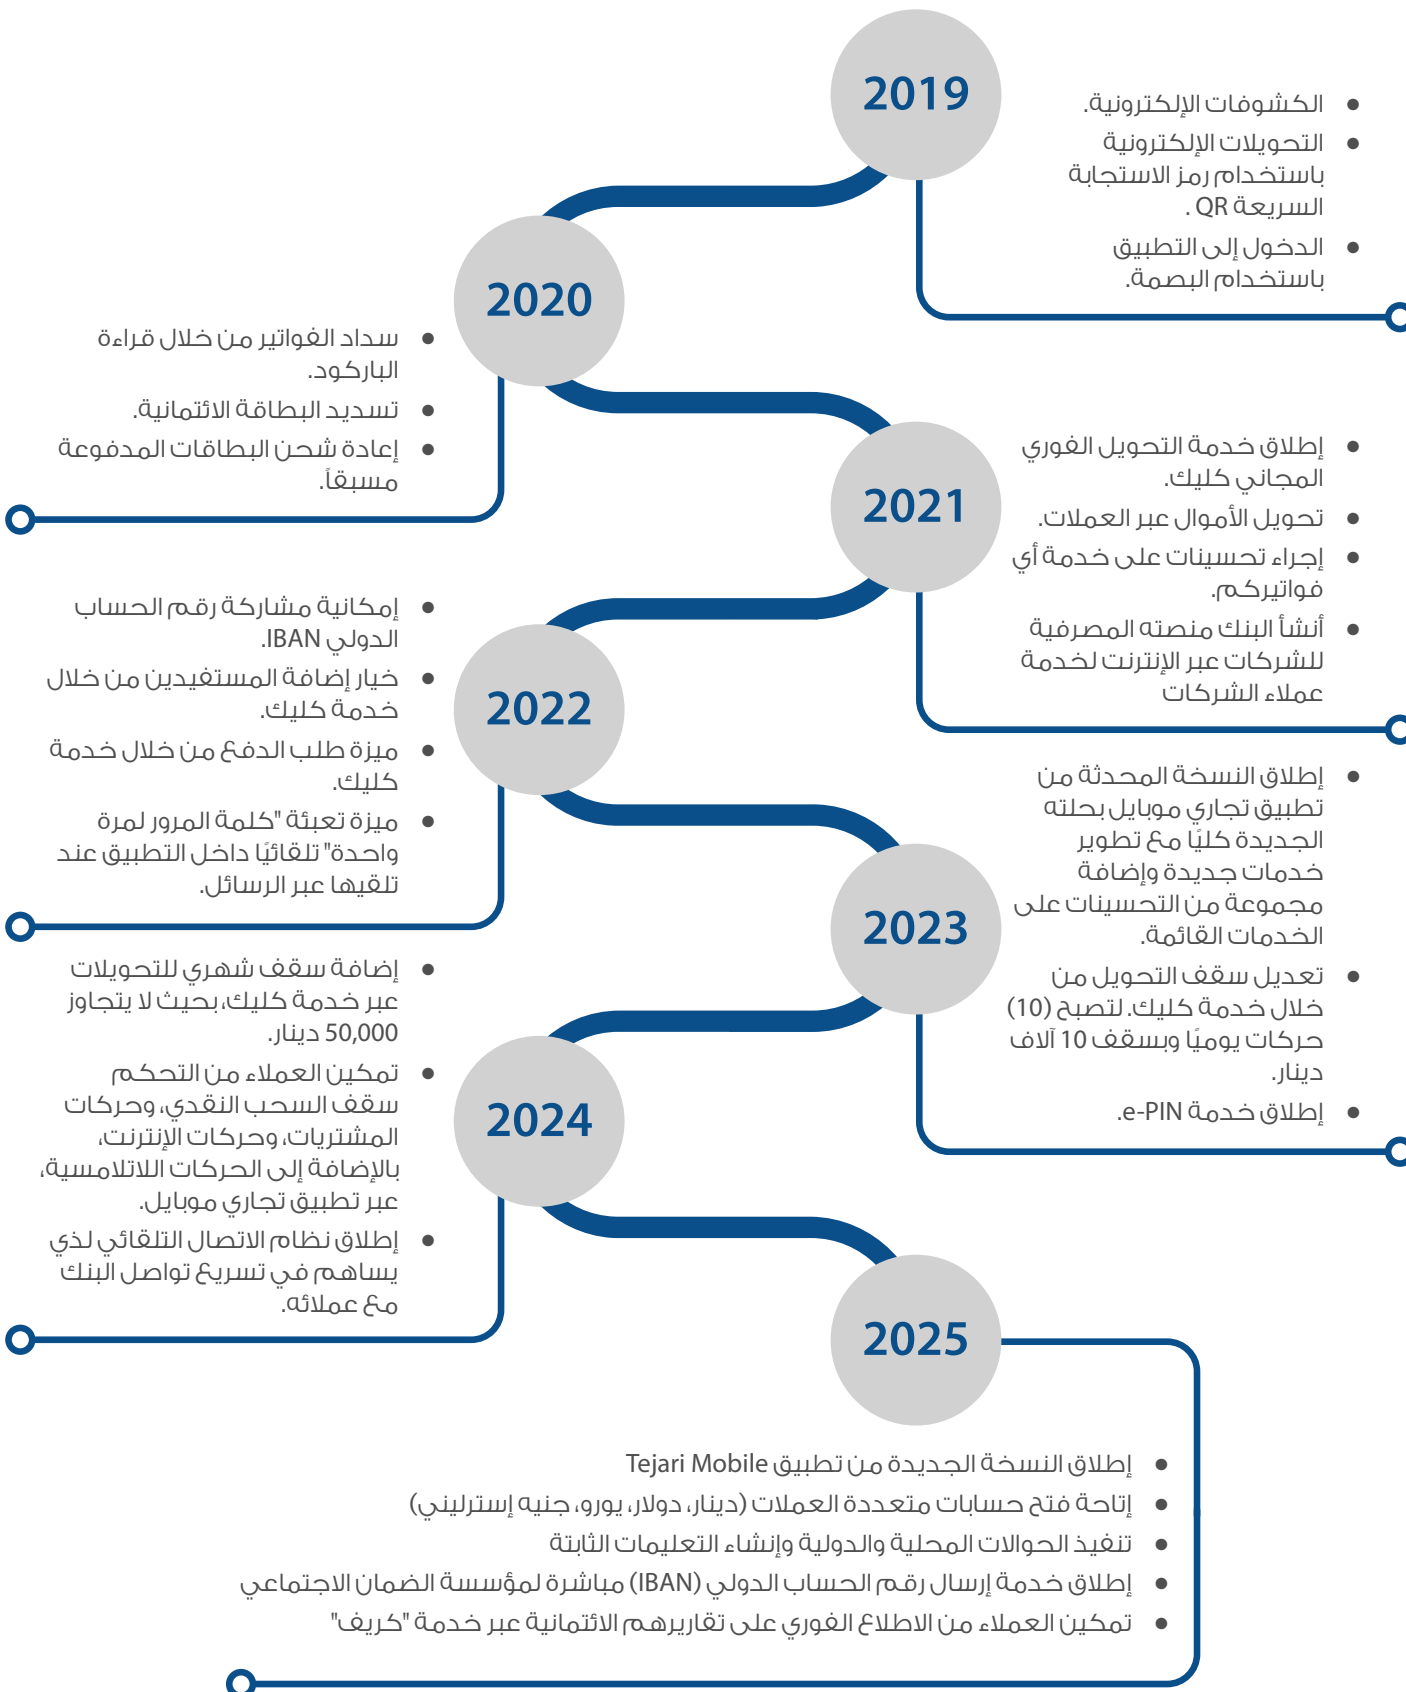 2019
الكشوفات الإلكترونية.
التحويلات الإلكترونية
باستخدام رمز الاستجابة
السريعة QR .
الدخول إلى التطبيق
باستخدام البصمة.
2020
سداد الفواتير من خلال قراءة
الباركود.
تسديد البطاقة الائتمانية.
إعادة شحن البطاقات المدفوعة
مسبقاً.
2021
إطلاق خدمة التحويل الفوري
المجاني كليك.
تحويل الأموال عبر العملات.
إجراء تحسينات على خدمة أي
فواتيركم.
أنشأ البنك منصته المصرفية
للشركات عبر الإنترنت لخدمة
عملاء الشركات
2022
إمكانية مشاركة رقم الحساب
الدولي IBAN.
خيار إضافة المستفيدين من خلال
خدمة كليك.
ميزة طلب الدفع من خلال خدمة
كليك.
ميزة تعبئة "كلمة المرور لمرة
واحدة" تلقائيًا داخل التطبيق عند
تلقيها عبر الرسائل.
2023
إطلاق النسخة المحدثة من
تطبيق تجاري موبايل بحلته
الجديدة كليًا مع تطوير
خدمات جديدة وإضافة
مجموعة من التحسينات على
الخدمات القائمة.
تعديل سقف التحويل من
خلال خدمة كليك. لتصبح (10)
حركات يوميًا وبسقف 10 آلاف
دينار.
إطلاق خدمة e-PIN.
2024
إضافة سقف شهري للتحويلات
عبر خدمة كليك، بحيث لا يتجاوز
50,000 دينار.
تمكين العملاء من التحكم
سقف السحب النقدي، وحركات
المشتريات، وحركات الإنترنت،
بالإضافة إلى الحركات اللاتلامسية،
عبر تطبيق تجاري موبايل.
إطلاق نظام الاتصال التلقائي لذي
يساهم في تسريع تواصل البنك
مع عملائه.
2025
إطلاق النسخة الجديدة من تطبيق Tejari Mobile
إتاحة فتح حسابات متعددة العملات (دينار، دولار، يورو، جنيه إسترليني)
تنفيذ الحوالات المحلية والدولية وإنشاء التعليمات الثابتة
إطلاق خدمة إرسال رقم الحساب الدولي (IBAN) مباشرة لمؤسسة الضمان الاجتماعي
تمكين العملاء من الاطلاع الفوري على تقاريرهم الائتمانية عبر خدمة "كريف"